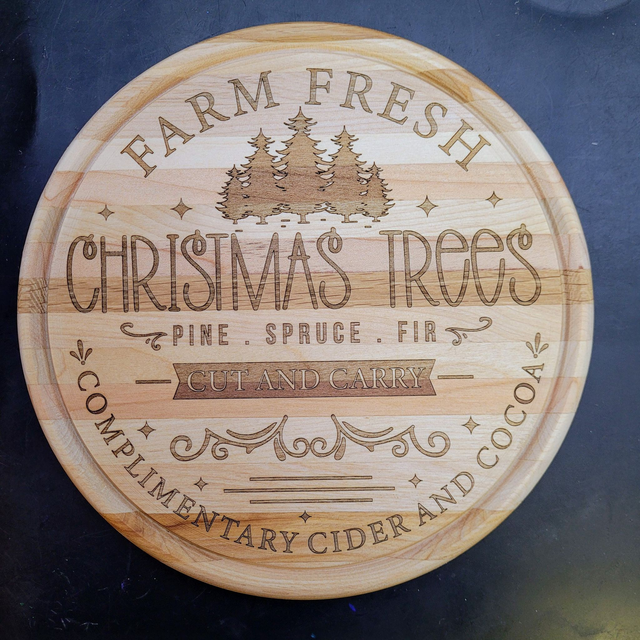 FARM FRESH
CHRISTMAS TREES
PINE . SPRUCE . FIR
CUT AND CARRY
COMPLIMENTARY CIDER AND COCOA